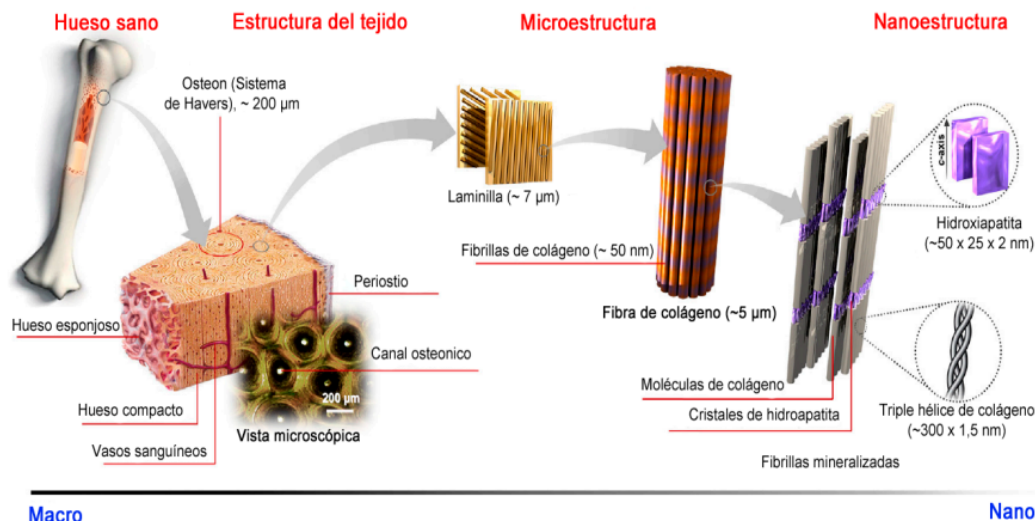 Hueso sano
Estructura del tejido
Microestructura
Nanoestructura
Osteon (Sistema
de Havers), ~ 200 µm
Laminilla (~ 7 µm)
Fibrillas de colágeno (~ 50 nm)
Fibra de colágeno (~5 µm)
c-axis
Hidroxiapatita
(~50 x 25 x 2 nm)
Periostio
Hueso esponjoso
Canal osteonico
200 µm
Hueso compacto
Vista microscópica
Vasos sanguíneos
Moléculas de colágeno
Cristales de hidroapatita
Triple hélice de colágeno
(~300 x 1,5 nm)
Fibrillas mineralizadas
Macro
Nano